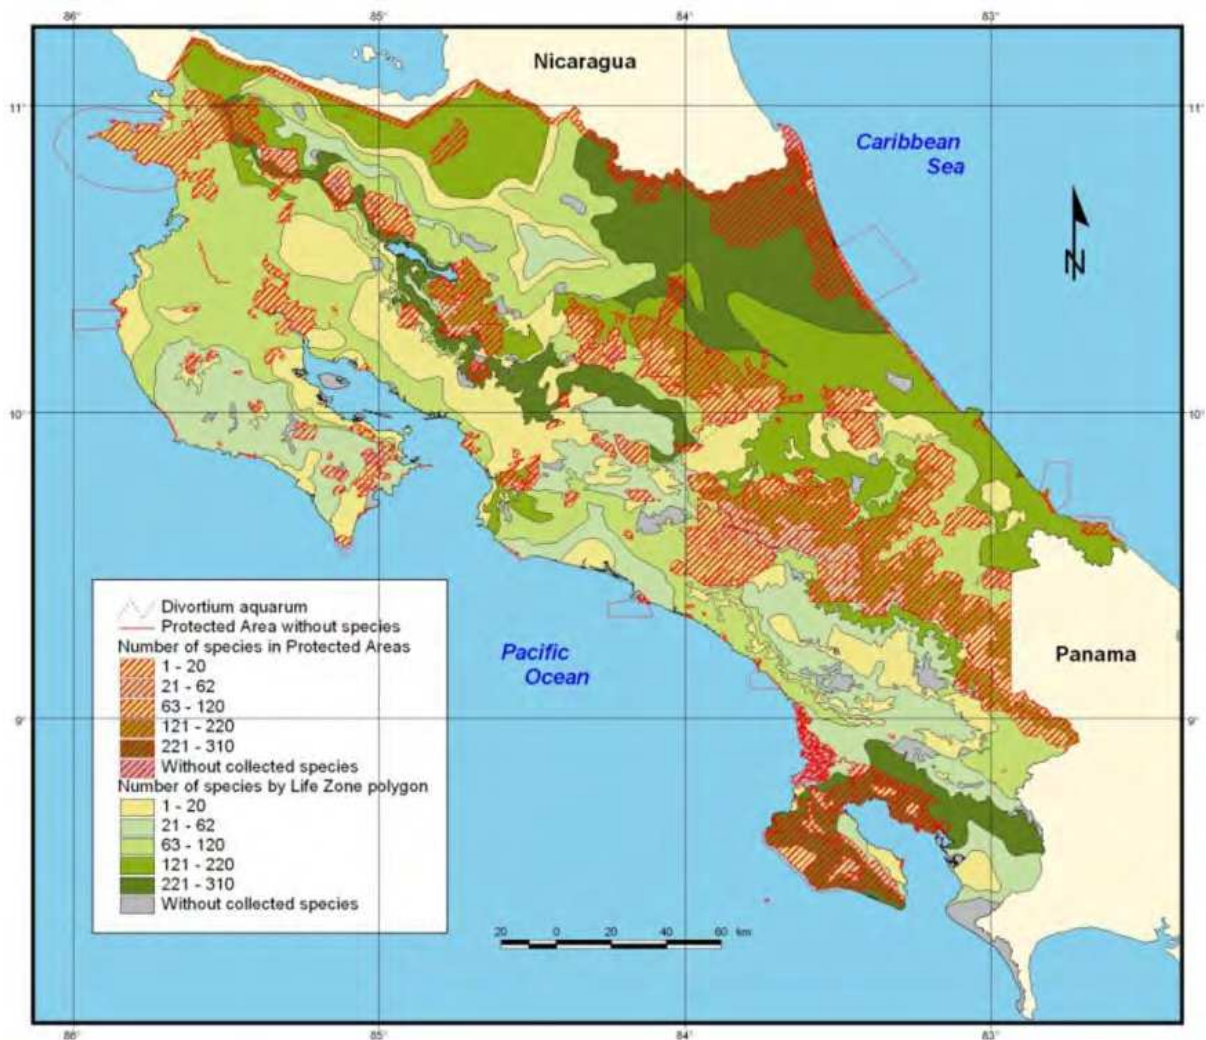 86° 85° 84° 83°
Nicaragua
11° 11°
Caribbean
Sea
N
10° 10°
Divortium aquarum
Protected Area without species
Number of species in Protected Areas
1 - 20
21 - 62
63 - 120
121 - 220
221 - 310
Without collected species
Number of species by Life Zone polygon
1 - 20
21 - 62
63 - 120
121 - 220
221 - 310
Without collected species
Pacific
Ocean
Panama
9° 9°
20 0 20 40 60 km
86° 85° 84° 83°